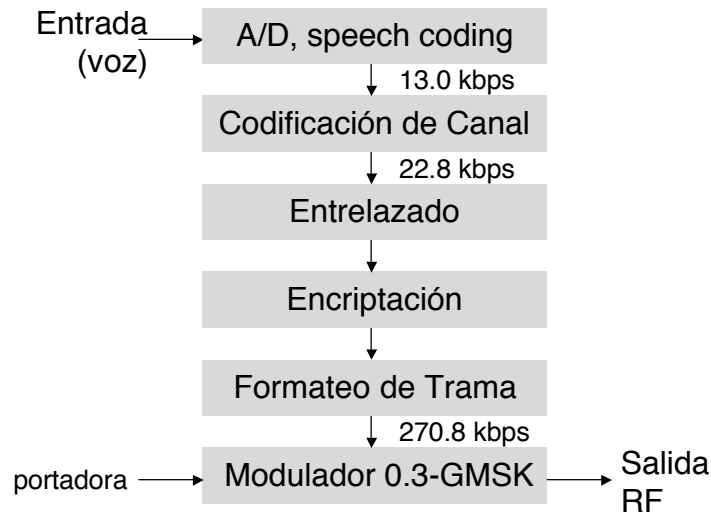 Entrada
(voz)
A/D, speech coding
13.0 kbps
Codificación de Canal
22.8 kbps
Entrelazado
Encriptación
Formateo de Trama
270.8 kbps
portadora
Modulador 0.3-GMSK
Salida
RF